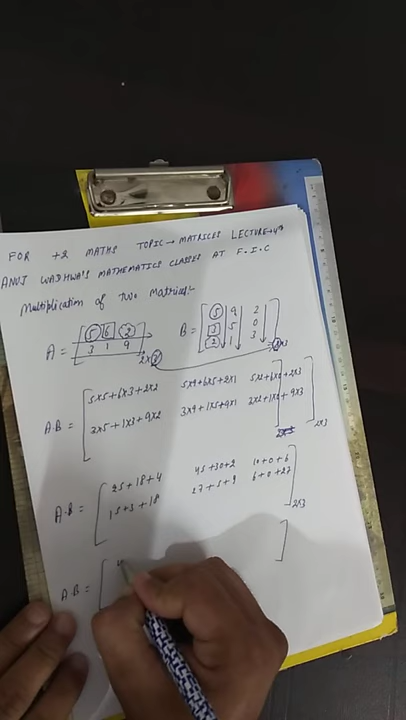 FOR +2 MATHS TOPIC → MATRICES LECTURE → 4th
ANUJ WADHWA'S MATHEMATICS CLASSES AT F.I.C
Multiplication of Two Matrices:-
A = [ 5 6 2
3 1 9 ] 2×3
B = [ 5 9 2
3 5 0
2 1 3 ] 3×3
A·B = [ 5×5+6×3+2×2 5×9+6×5+2×1 5×2+6×0+2×3
3×5+1×3+9×2 3×9+1×5+9×1 3×2+1×0+9×3 ] 2×3
A·B = [ 25+18+4 45+30+2 10+0+6
15+3+18 27+5+9 6+0+27 ] 2×3
A·B = [ 4 ]